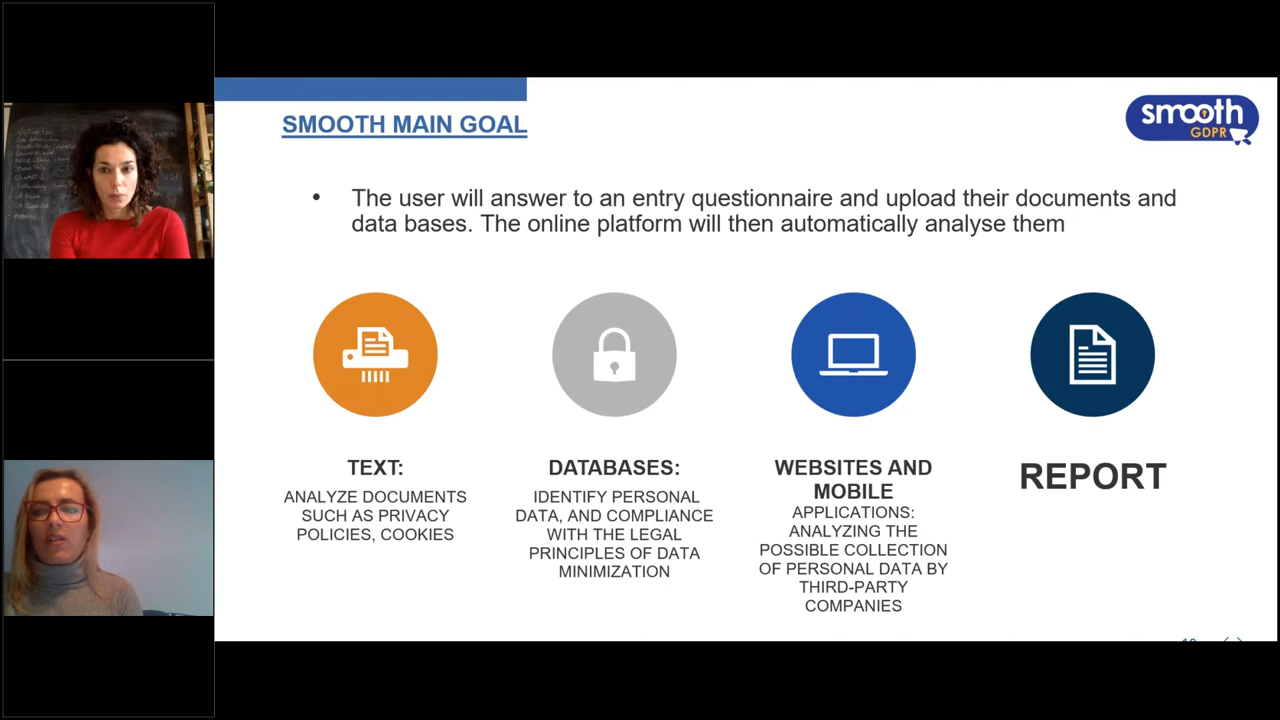 SMOOTH MAIN GOAL
smooth
GDPR
• The user will answer to an entry questionnaire and upload their documents and
data bases. The online platform will then automatically analyse them
TEXT:
ANALYZE DOCUMENTS
SUCH AS PRIVACY
POLICIES, COOKIES
DATABASES:
IDENTIFY PERSONAL
DATA, AND COMPLIANCE
WITH THE LEGAL
PRINCIPLES OF DATA
MINIMIZATION
WEBSITES AND
MOBILE
APPLICATIONS:
ANALYZING THE
POSSIBLE COLLECTION
OF PERSONAL DATA BY
THIRD-PARTY
COMPANIES
REPORT